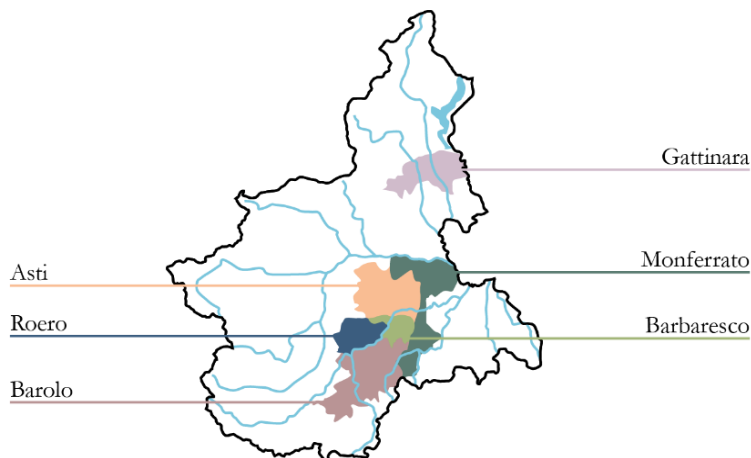 Gattinara
Monferrato
Asti
Roero
Barbaresco
Barolo